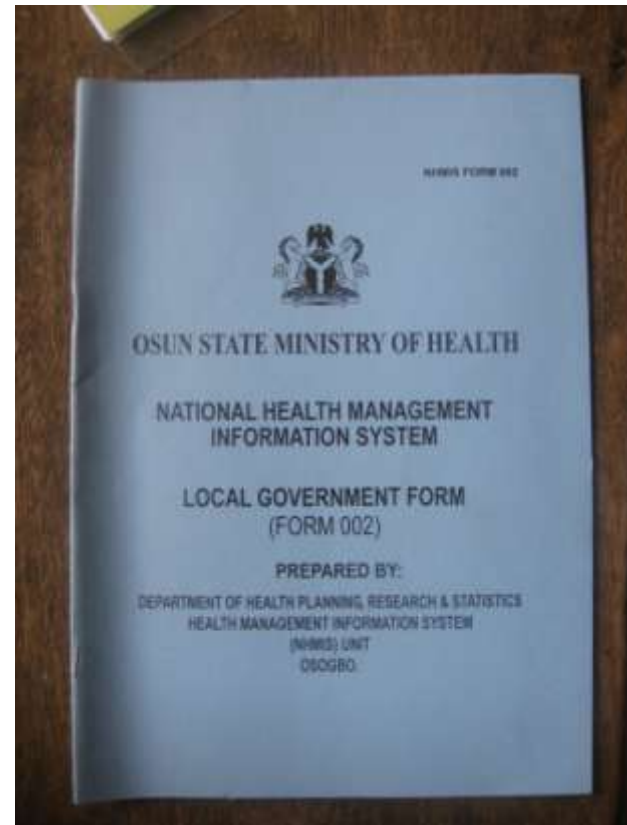 NHMIS FORM 002
OSUN STATE MINISTRY OF HEALTH
NATIONAL HEALTH MANAGEMENT
INFORMATION SYSTEM
LOCAL GOVERNMENT FORM
(FORM 002)
PREPARED BY:
DEPARTMENT OF HEALTH PLANNING, RESEARCH & STATISTICS
HEALTH MANAGEMENT INFORMATION SYSTEM
(NHMIS) UNIT
OSOGBO.